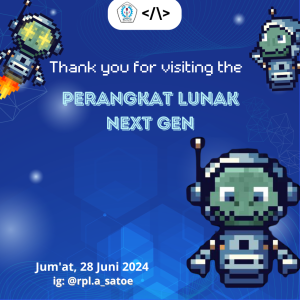 </\>
Thank you for visiting the
PERANGKAT LUNAK
NEXT GEN
Jum'at, 28 Juni 2024
ig: @rpl.a_satoe